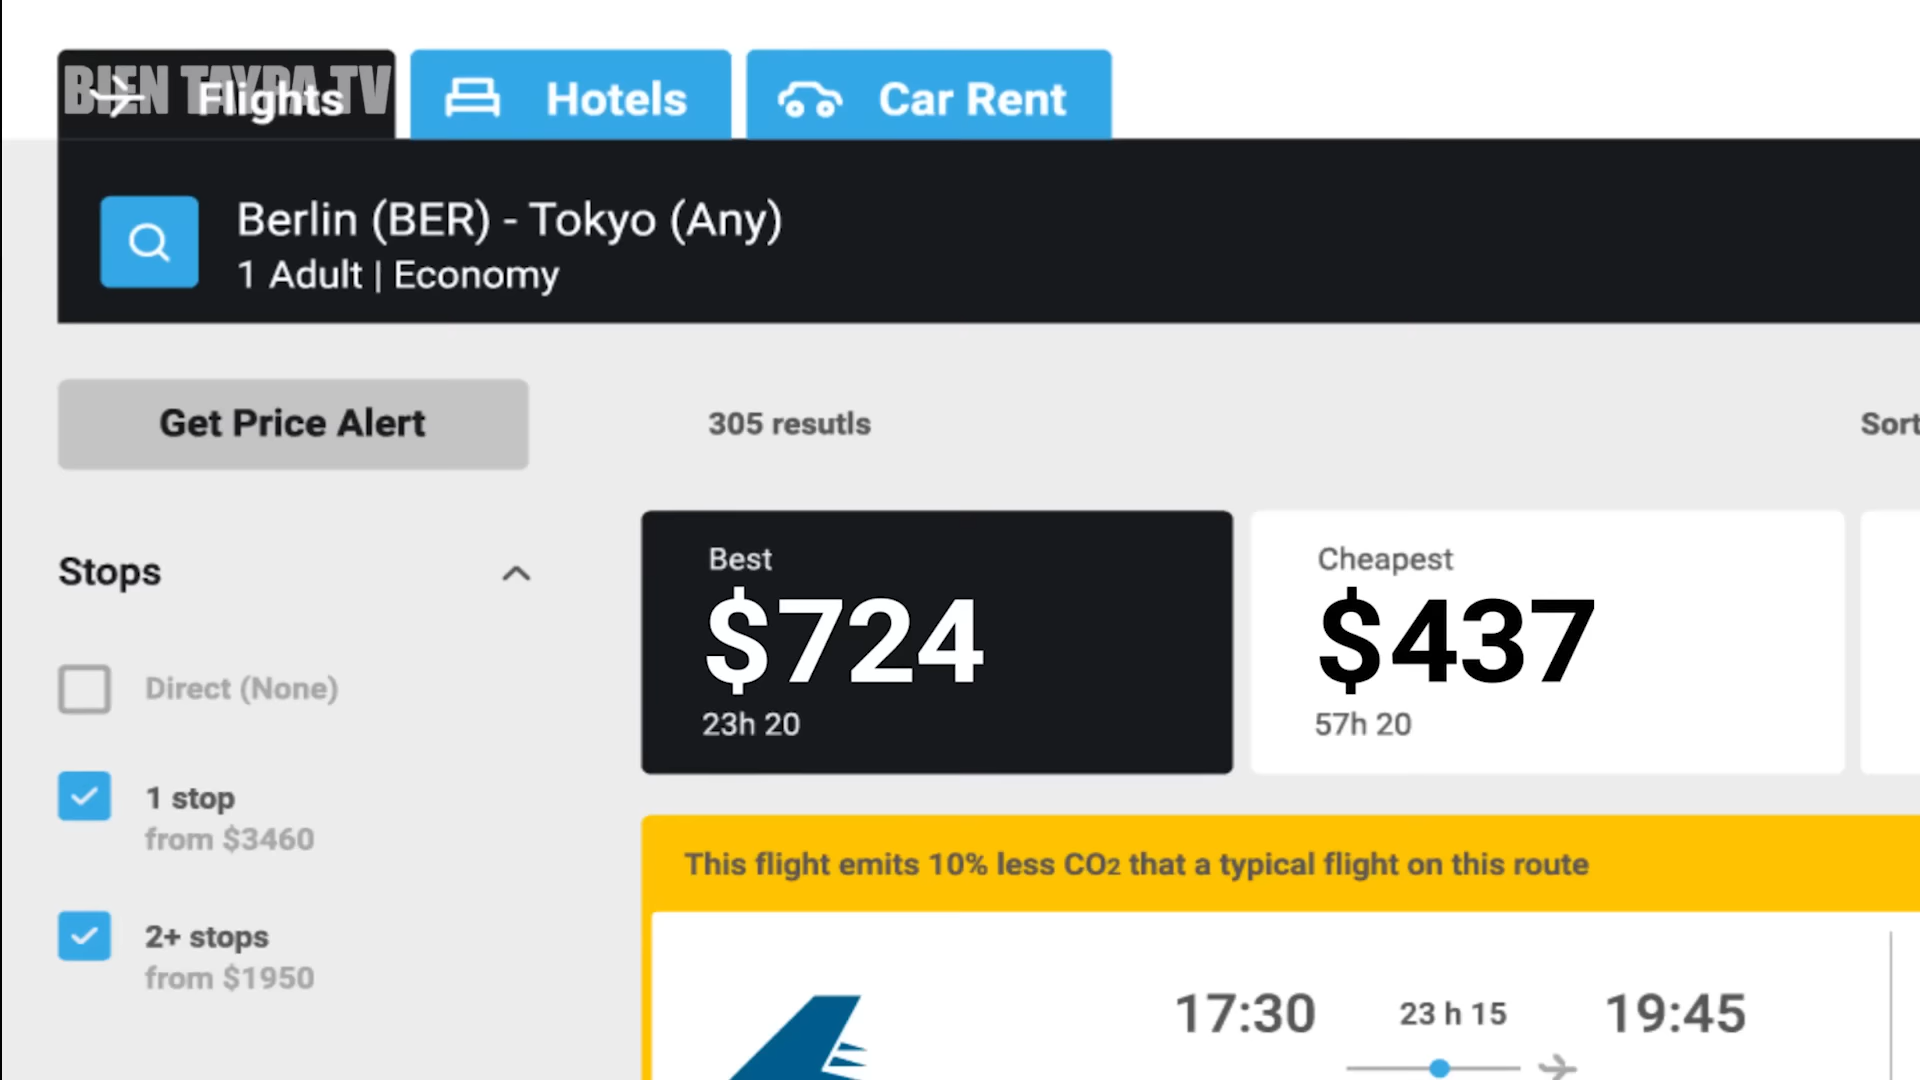 BIEN TAYPA TV
Flights
Hotels
Car Rent
Berlin (BER) - Tokyo (Any)
1 Adult | Economy
Get Price Alert
305 resutls
Sort
Stops
Best
$724
23h 20
Cheapest
$437
57h 20
Direct (None)
1 stop
from $3460
2+ stops
from $1950
This flight emits 10% less CO2 that a typical flight on this route
17:30
23 h 15
19:45